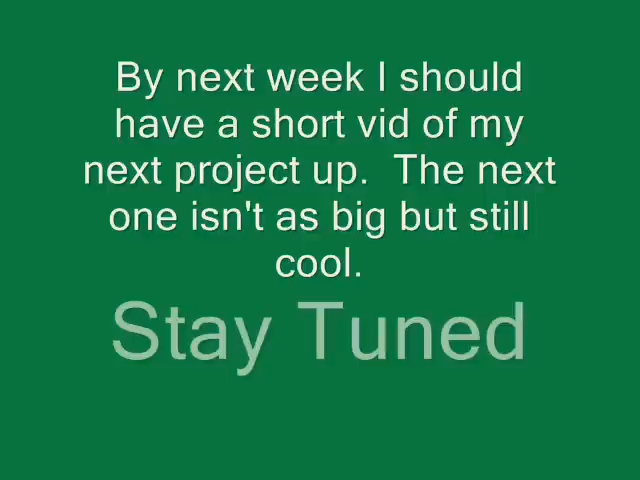 By next week I should
have a short vid of my
next project up.  The next
one isn't as big but still
cool.
Stay Tuned